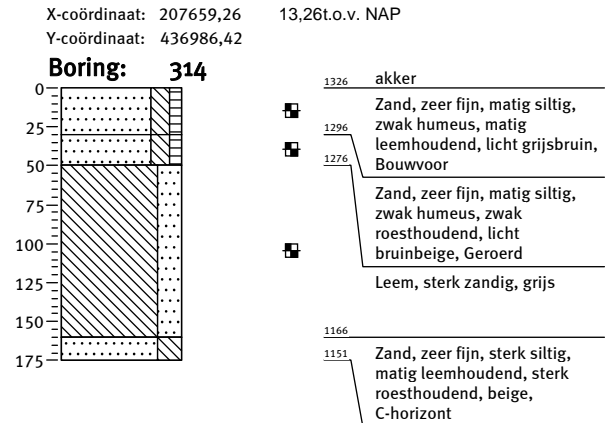 X-coördinaat: 207659,26 13,26t.o.v. NAP
Y-coördinaat: 436986,42
Boring: 314
0
25
50
75
100
125
150
175
1326 akker
Zand, zeer fijn, matig siltig,
zwak humeus, matig
leemhoudend, licht grijsbruin,
Bouwvoor
1296
1276
Zand, zeer fijn, matig siltig,
zwak humeus, zwak
roesthoudend, licht
bruinbeige, Geroerd
Leem, sterk zandig, grijs
1166
1151
Zand, zeer fijn, sterk siltig,
matig leemhoudend, sterk
roesthoudend, beige,
C-horizont